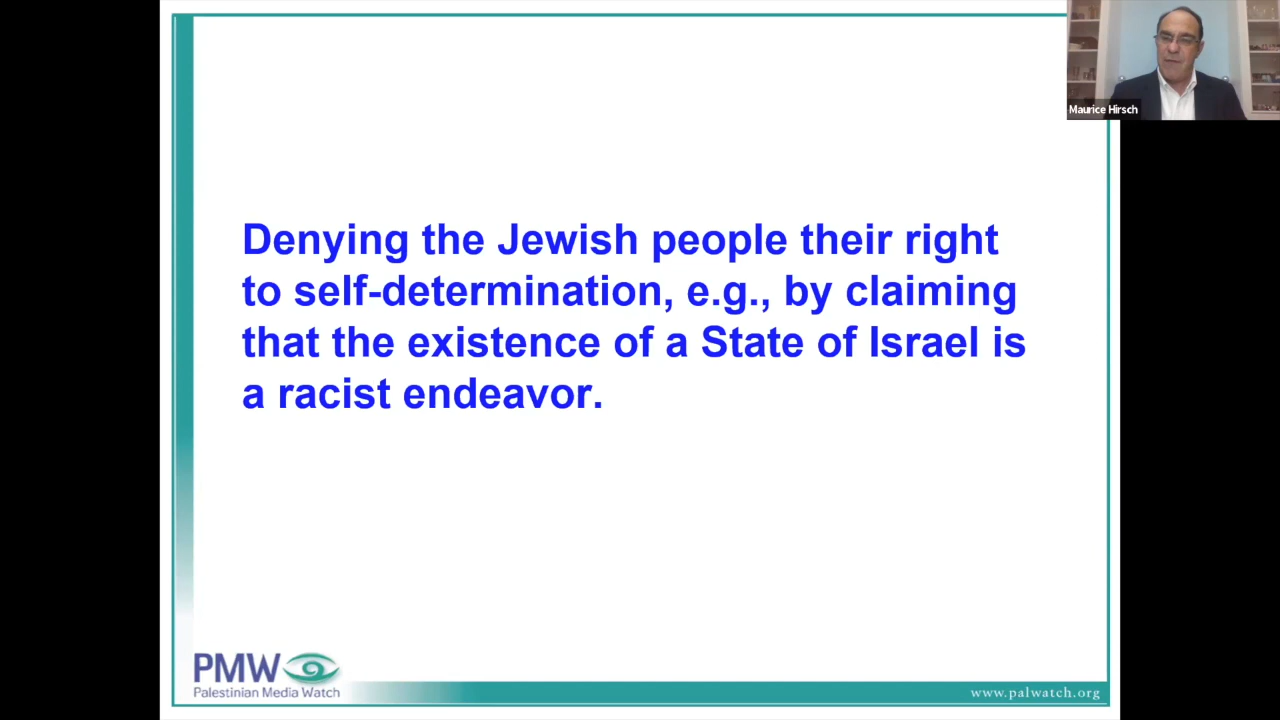 Maurice Hirsch
Denying the Jewish people their right
to self-determination, e.g., by claiming
that the existence of a State of Israel is
a racist endeavor.
PMW
Palestinian Media Watch
www.palwatch.org